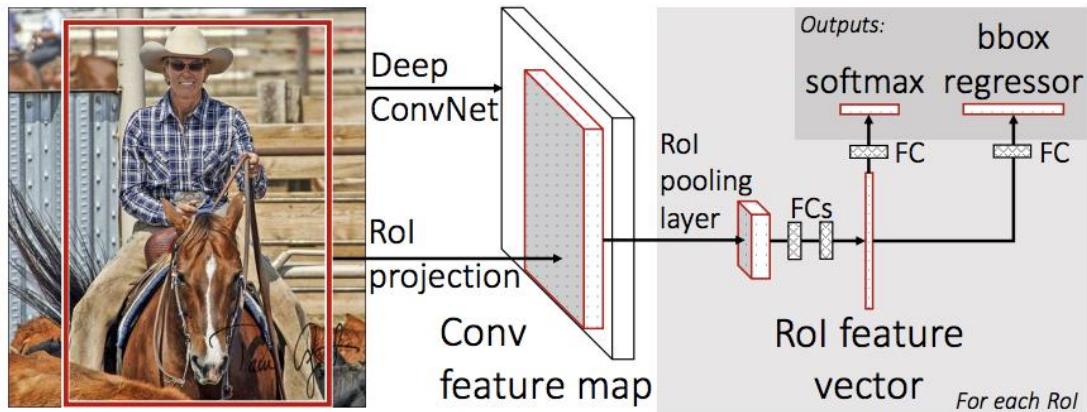 Deep
ConvNet
RoI
projection
Conv
feature map
RoI
pooling
layer
FCs
RoI feature
vector
For each RoI
Outputs:
softmax
bbox
regressor
FC
FC